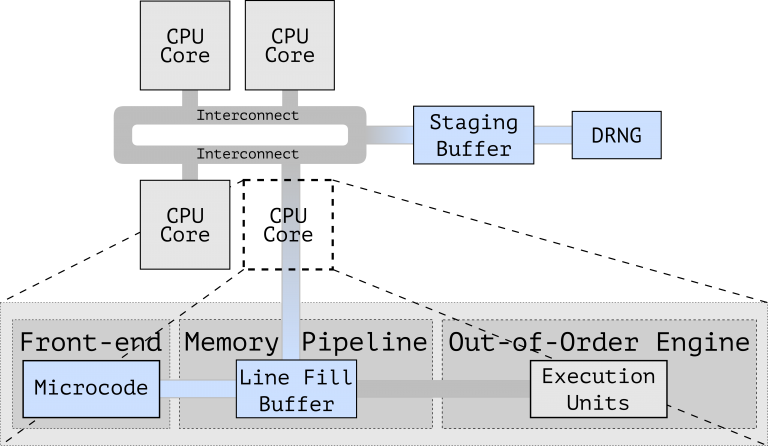 CPU
Core
CPU
Core
Interconnect
Interconnect
Staging
Buffer
DRNG
CPU
Core
CPU
Core
Front-end
Memory Pipeline
Out-of-Order Engine
Microcode
Line Fill
Buffer
Execution
Units